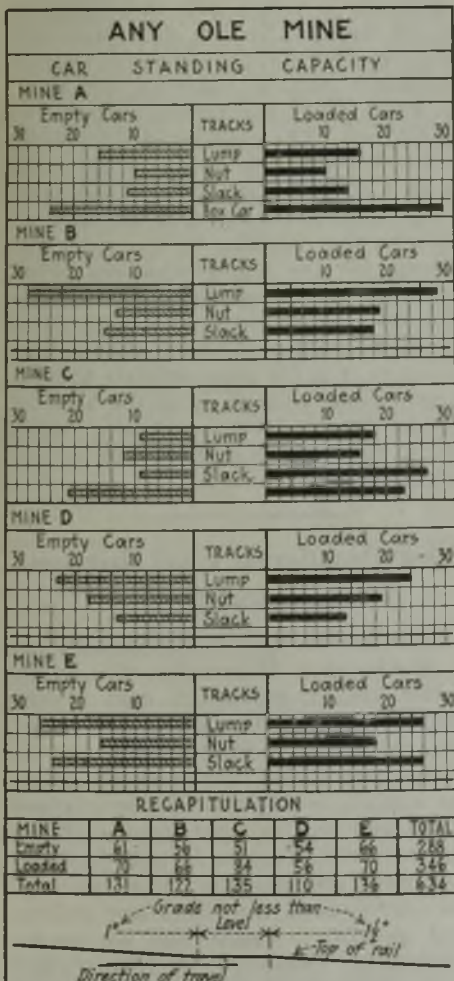 ANY OLE MINE
CAR STANDING CAPACITY
MINE A
Empty Cars TRACKS Loaded Cars
30 20 10 10 20 30
Lump
Nut
Slack
Box Car
MINE B
Empty Cars TRACKS Loaded Cars
30 20 10 10 20 30
Lump
Nut
Slack
MINE C
Empty Cars TRACKS Loaded Cars
30 20 10 10 20 30
Lump
Nut
Slack
MINE D
Empty Cars TRACKS Loaded Cars
30 20 10 10 20 30
Lump
Nut
Slack
MINE E
Empty Cars TRACKS Loaded Cars
30 20 10 10 20 30
Lump
Nut
Slack
RECAPITULATION
MINE A B C D E TOTAL
Empty 61 56 51 54 66 288
Loaded 70 66 84 56 70 346
Total 131 122 135 110 136 634
Grade not less than
Level
Top of rail
Direction of travel